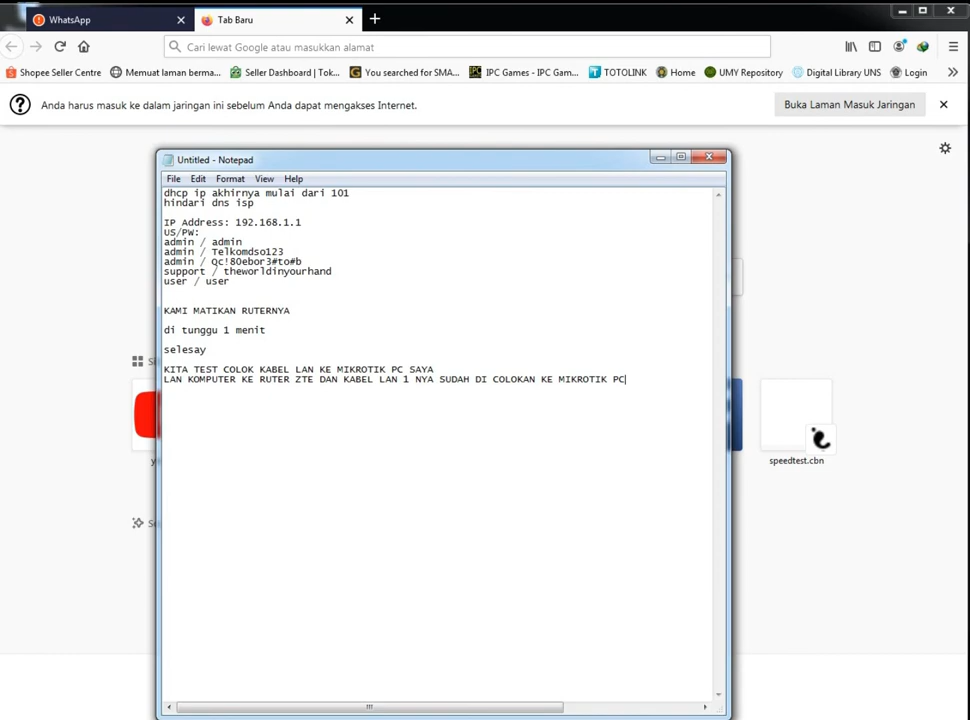 WhatsApp
Tab Baru
Cari lewat Google atau masukkan alamat
Shopee Seller Centre
Memuat laman berma...
Seller Dashboard | Tok...
You searched for SMA...
IPC Games - IPC Gam...
TOTOLINK
Home
UMY Repository
Digital Library UNS
Login
Anda harus masuk ke dalam jaringan ini sebelum Anda dapat mengakses Internet.
Buka Laman Masuk Jaringan
Untitled - Notepad
File Edit Format View Help
dhcp ip akhirnya mulai dari 101
hindari dns isp
IP Address: 192.168.1.1
US/PW:
admin / admin
admin / Telkomdso123
admin / Qc!80ebor3#to#b
support / theworldinyourhand
user / user
KAMI MATIKAN RUTERNYA
di tunggu 1 menit
selesay
KITA TEST COLOK KABEL LAN KE MIKROTIK PC SAYA
LAN KOMPUTER KE RUTER ZTE DAN KABEL LAN 1 NYA SUDAH DI COLOKAN KE MIKROTIK PC
speedtest.cbn